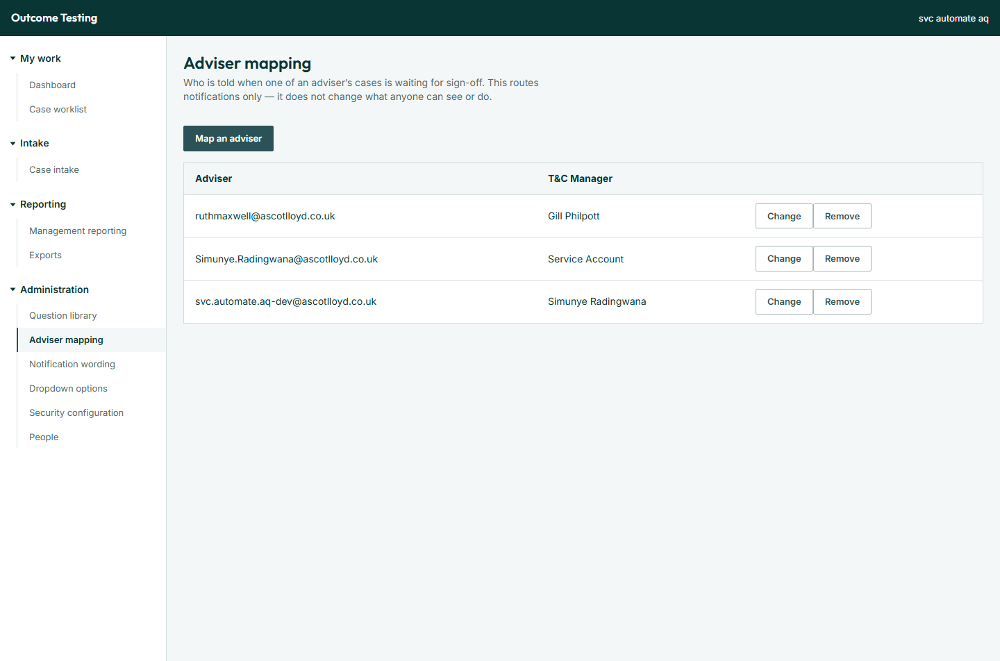 Outcome Testing
svc automate aq
My work
Dashboard
Case worklist
Intake
Case intake
Reporting
Management reporting
Exports
Administration
Question library
Adviser mapping
Notification wording
Dropdown options
Security configuration
People
Adviser mapping
Who is told when one of an adviser’s cases is waiting for sign-off. This routes
notifications only — it does not change what anyone can see or do.
Map an adviser
Adviser T&C Manager
ruthmaxwell@ascotlloyd.co.uk Gill Philpott Change Remove
Simunye.Radingwana@ascotlloyd.co.uk Service Account Change Remove
svc.automate.aq-dev@ascotlloyd.co.uk Simunye Radingwana Change Remove